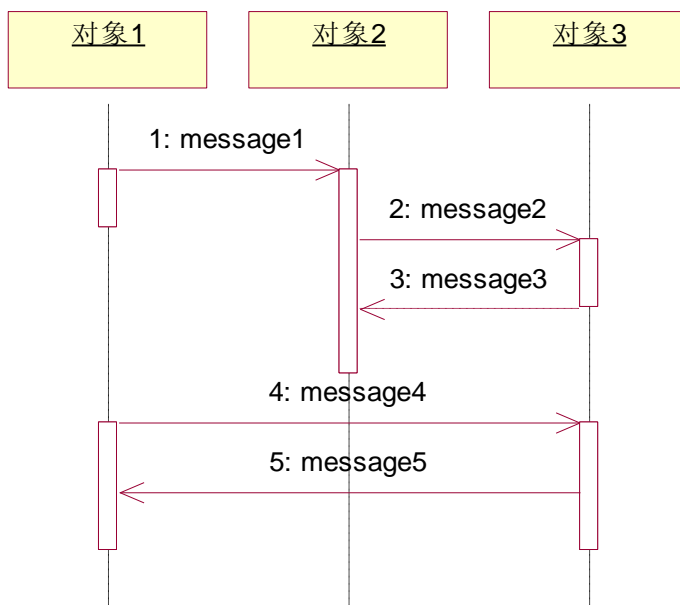 对象1
对象2
对象3
1: message1
2: message2
3: message3
4: message4
5: message5